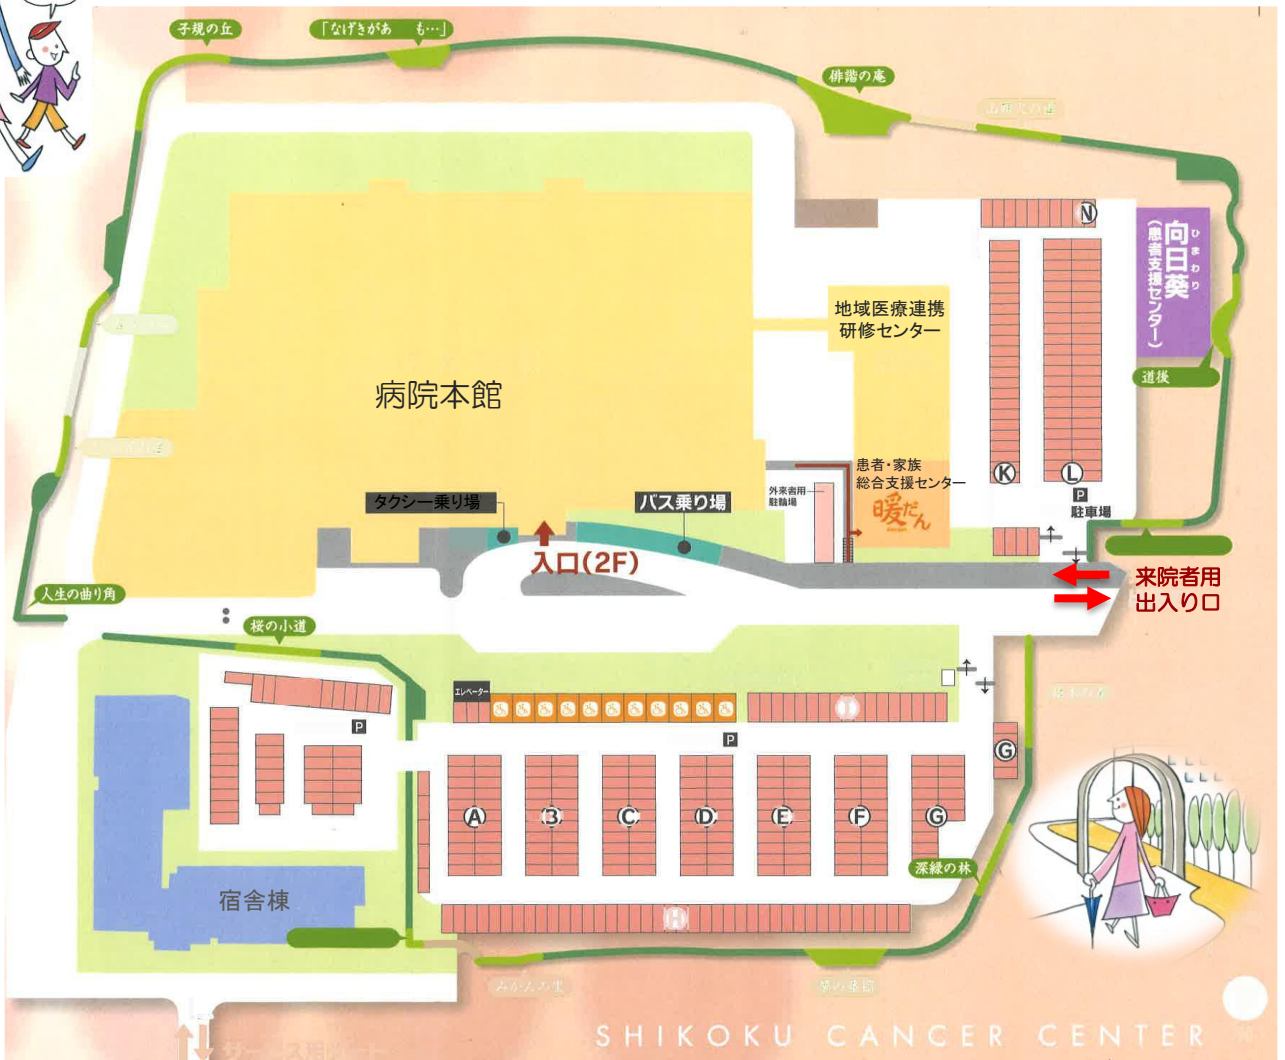 子規の丘
「なげきがあ も…」
俳諧の庵
N
向日葵
ひまわり
(患者支援センター)
地域医療連携
研修センター
道後
病院本館
K
L
P
駐車場
患者・家族
総合支援センター
暖だん
外来者用
駐輪場
タクシー乗り場
バス乗り場
入口(2F)
来院者用
出入り口
人生の曲り角
桜の小道
エレベーター
I
P
P
G
A
B
C
D
E
F
G
深緑の林
宿舎棟
H
みかんの里
SHIKOKU CANCER CENTER